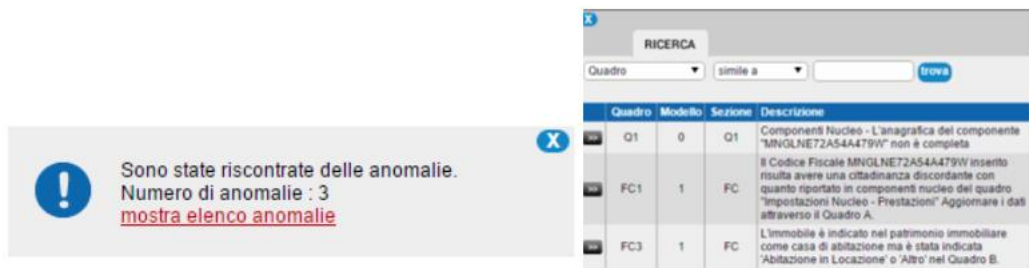 Sono state riscontrate delle anomalie.
Numero di anomalie : 3
mostra elenco anomalie
X
X
RICERCA
Quadro simile a trova
Quadro Modello Sezione Descrizione
Q1 0 Q1 Componenti Nucleo - L'anagrafica del componente
"MNGLNE72A54A479W" non è completa
Il Codice Fiscale MNGLNE72A54A479W inserito
risulta avere una cittadinanza discordante con
FC1 1 FC quanto riportato in componenti nucleo del quadro
"Impostazioni Nucleo - Prestazioni" Aggiornare i dati
attraverso il Quadro A.
L'immobile è indicato nel patrimonio immobiliare
FC3 1 FC come casa di abitazione ma è stata indicata
'Abitazione in Locazione' o 'Altro' nel Quadro B.